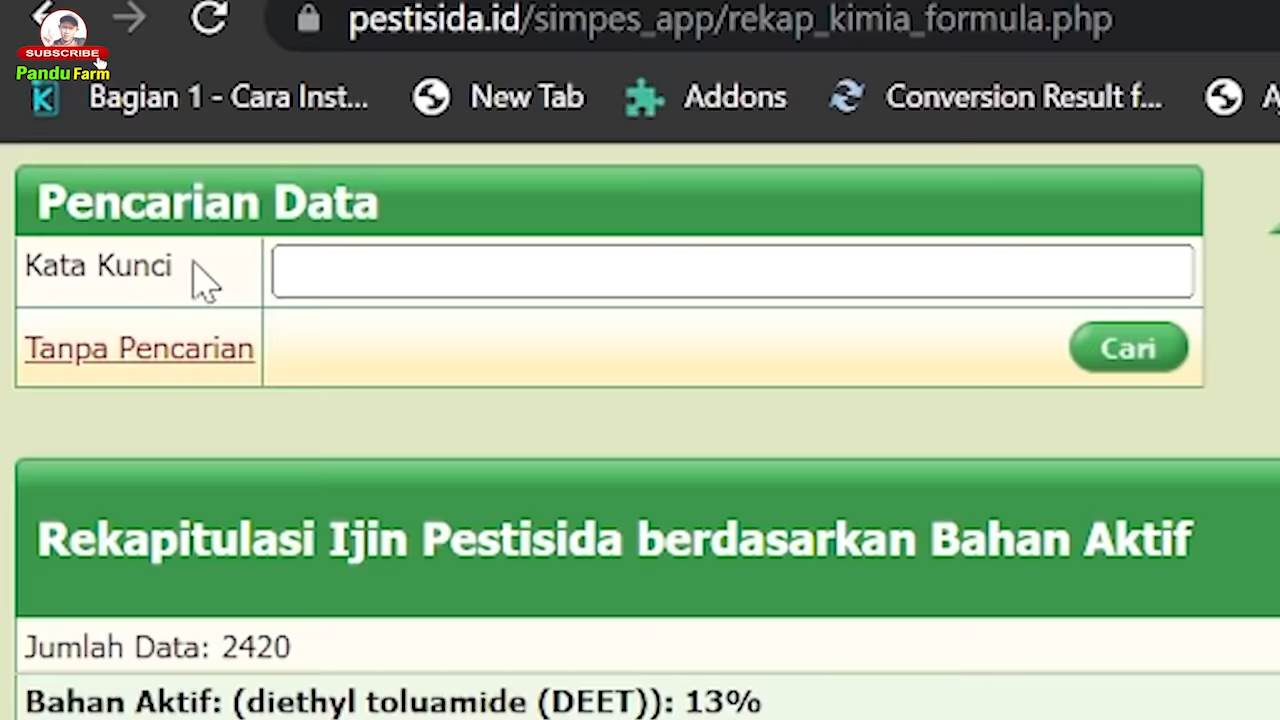 pestisida.id/simpes_app/rekap_kimia_formula.php
SUBSCRIBE
Pandu Farm
Bagian 1 - Cara Inst... New Tab Addons Conversion Result f...
Pencarian Data
Kata Kunci
Tanpa Pencarian Cari
Rekapitulasi Ijin Pestisida berdasarkan Bahan Aktif
Jumlah Data: 2420
Bahan Aktif: (diethyl toluamide (DEET)): 13%